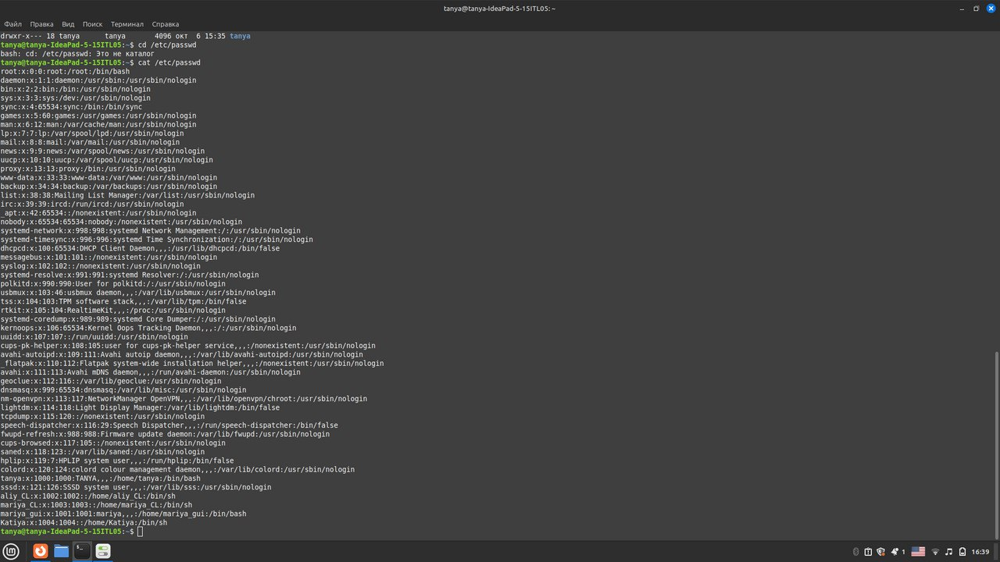 tanya@tanya-IdeaPad-5-15ITL05: ~
Файл Правка Вид Поиск Терминал Справка
drwxr-x--- 18 tanya      tanya       4096 окт  6 15:35 tanya
tanya@tanya-IdeaPad-5-15ITL05:~$ cd /etc/passwd
bash: cd: /etc/passwd: Это не каталог
tanya@tanya-IdeaPad-5-15ITL05:~$ cat /etc/passwd
root:x:0:0:root:/root:/bin/bash
daemon:x:1:1:daemon:/usr/sbin:/usr/sbin/nologin
bin:x:2:2:bin:/bin:/usr/sbin/nologin
sys:x:3:3:sys:/dev:/usr/sbin/nologin
sync:x:4:65534:sync:/bin:/bin/sync
games:x:5:60:games:/usr/games:/usr/sbin/nologin
man:x:6:12:man:/var/cache/man:/usr/sbin/nologin
lp:x:7:7:lp:/var/spool/lpd:/usr/sbin/nologin
mail:x:8:8:mail:/var/mail:/usr/sbin/nologin
news:x:9:9:news:/var/spool/news:/usr/sbin/nologin
uucp:x:10:10:uucp:/var/spool/uucp:/usr/sbin/nologin
proxy:x:13:13:proxy:/bin:/usr/sbin/nologin
www-data:x:33:33:www-data:/var/www:/usr/sbin/nologin
backup:x:34:34:backup:/var/backups:/usr/sbin/nologin
list:x:38:38:Mailing List Manager:/var/list:/usr/sbin/nologin
irc:x:39:39:ircd:/run/ircd:/usr/sbin/nologin
_apt:x:42:65534::/nonexistent:/usr/sbin/nologin
nobody:x:65534:65534:nobody:/nonexistent:/usr/sbin/nologin
systemd-network:x:998:998:systemd Network Management:/:/usr/sbin/nologin
systemd-timesync:x:996:996:systemd Time Synchronization:/:/usr/sbin/nologin
dhcpcd:x:100:65534:DHCP Client Daemon,,,:/usr/lib/dhcpcd:/bin/false
messagebus:x:101:101::/nonexistent:/usr/sbin/nologin
syslog:x:102:102::/nonexistent:/usr/sbin/nologin
systemd-resolve:x:991:991:systemd Resolver:/:/usr/sbin/nologin
polkitd:x:990:990:User for polkitd:/:/usr/sbin/nologin
usbmux:x:103:46:usbmux daemon,,,:/var/lib/usbmux:/usr/sbin/nologin
tss:x:104:103:TPM software stack,,,:/var/lib/tpm:/bin/false
rtkit:x:105:104:RealtimeKit,,,:/proc:/usr/sbin/nologin
systemd-coredump:x:989:989:systemd Core Dumper:/:/usr/sbin/nologin
kernoops:x:106:65534:Kernel Oops Tracking Daemon,,,:/:/usr/sbin/nologin
uuidd:x:107:107::/run/uuidd:/usr/sbin/nologin
cups-pk-helper:x:108:105:user for cups-pk-helper service,,,:/nonexistent:/usr/sbin/nologin
avahi-autoipd:x:109:111:Avahi autoip daemon,,,:/var/lib/avahi-autoipd:/usr/sbin/nologin
_flatpak:x:110:112:Flatpak system-wide installation helper,,,:/nonexistent:/usr/sbin/nologin
avahi:x:111:113:Avahi mDNS daemon,,,:/run/avahi-daemon:/usr/sbin/nologin
geoclue:x:112:116::/var/lib/geoclue:/usr/sbin/nologin
dnsmasq:x:999:65534:dnsmasq:/var/lib/misc:/usr/sbin/nologin
nm-openvpn:x:113:117:NetworkManager OpenVPN,,,:/var/lib/openvpn/chroot:/usr/sbin/nologin
lightdm:x:114:118:Light Display Manager:/var/lib/lightdm:/bin/false
tcpdump:x:115:120::/nonexistent:/usr/sbin/nologin
speech-dispatcher:x:116:29:Speech Dispatcher,,,:/run/speech-dispatcher:/bin/false
fwupd-refresh:x:988:988:Firmware update daemon:/var/lib/fwupd:/usr/sbin/nologin
cups-browsed:x:117:105::/nonexistent:/usr/sbin/nologin
saned:x:118:123::/var/lib/saned:/usr/sbin/nologin
hplip:x:119:7:HPLIP system user,,,:/run/hplip:/bin/false
colord:x:120:124:colord colour management daemon,,,:/var/lib/colord:/usr/sbin/nologin
tanya:x:1000:1000:TANYA,,,:/home/tanya:/bin/bash
sssd:x:121:126:SSSD system user,,,:/var/lib/sss:/usr/sbin/nologin
aliy_CL:x:1002:1002::/home/aliy_CL:/bin/sh
mariya_CL:x:1003:1003::/home/mariya_CL:/bin/sh
mariya_gui:x:1001:1001:mariya,,,:/home/mariya_gui:/bin/bash
Katiya:x:1004:1004::/home/Katiya:/bin/sh
tanya@tanya-IdeaPad-5-15ITL05:~$
1 16:39